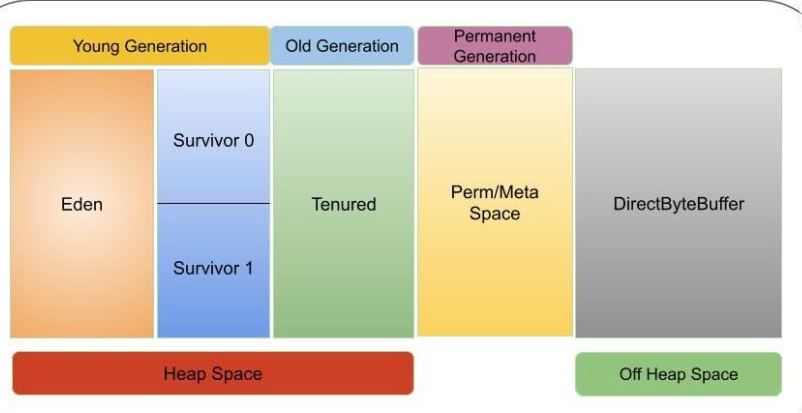 Young Generation
Old Generation
Permanent
Generation
Eden
Survivor 0
Survivor 1
Tenured
Perm/Meta
Space
DirectByteBuffer
Heap Space
Off Heap Space